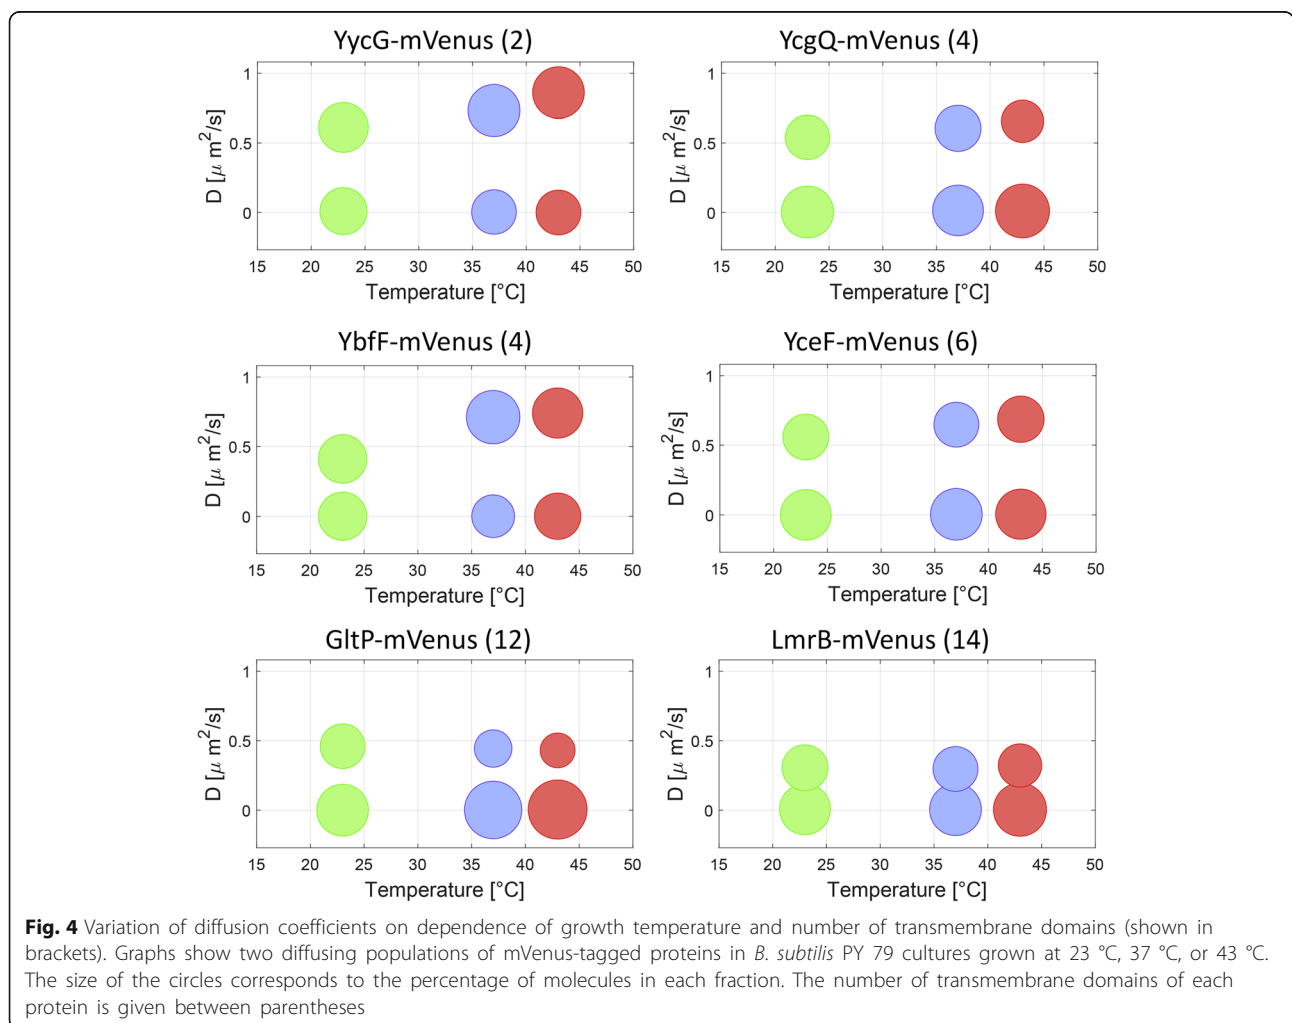 YycG-mVenus (2)
YcgQ-mVenus (4)
D [μ m²/s]
1
0.5
0
15 20 25 30 35 40 45 50
Temperature [°C]
D [μ m²/s]
1
0.5
0
15 20 25 30 35 40 45 50
Temperature [°C]
YbfF-mVenus (4)
YceF-mVenus (6)
D [μ m²/s]
1
0.5
0
15 20 25 30 35 40 45 50
Temperature [°C]
D [μ m²/s]
1
0.5
0
15 20 25 30 35 40 45 50
Temperature [°C]
GltP-mVenus (12)
LmrB-mVenus (14)
D [μ m²/s]
1
0.5
0
15 20 25 30 35 40 45 50
Temperature [°C]
D [μ m²/s]
1
0.5
0
15 20 25 30 35 40 45 50
Temperature [°C]
Fig. 4 Variation of diffusion coefficients on dependence of growth temperature and number of transmembrane domains (shown in
brackets). Graphs show two diffusing populations of mVenus-tagged proteins in B. subtilis PY 79 cultures grown at 23 °C, 37 °C, or 43 °C.
The size of the circles corresponds to the percentage of molecules in each fraction. The number of transmembrane domains of each
protein is given between parentheses